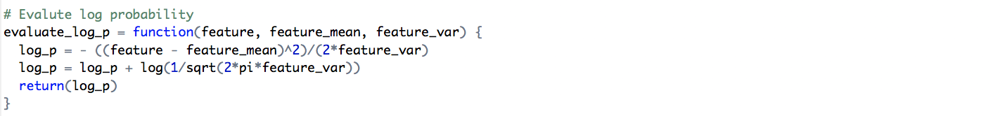 # Evalute log probability
evaluate_log_p = function(feature, feature_mean, feature_var) {
  log_p = - ((feature - feature_mean)^2)/(2*feature_var)
  log_p = log_p + log(1/sqrt(2*pi*feature_var))
  return(log_p)
}